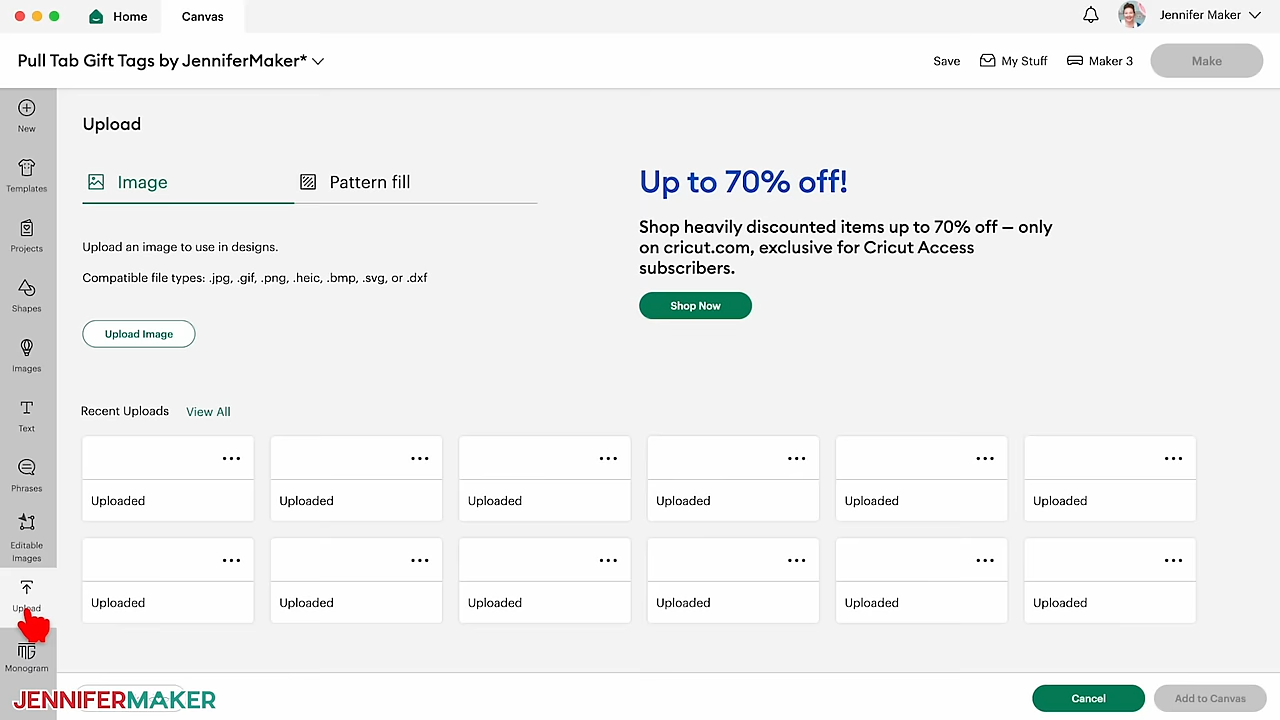 Home
Canvas
Jennifer Maker
Pull Tab Gift Tags by JenniferMaker*
Save
My Stuff
Maker 3
Make
New
Templates
Projects
Shapes
Images
Text
Phrases
Editable
Images
Upload
Monogram
Upload
Image
Pattern fill
Upload an image to use in designs.
Compatible file types: .jpg, .gif, .png, .heic, .bmp, .svg, or .dxf
Upload Image
Up to 70% off!
Shop heavily discounted items up to 70% off – only
on cricut.com, exclusive for Cricut Access
subscribers.
Shop Now
Recent Uploads
View All
Uploaded
Uploaded
Uploaded
Uploaded
Uploaded
Uploaded
Uploaded
Uploaded
Uploaded
Uploaded
Uploaded
Uploaded
JENNIFERMAKER
Cancel
Add to Canvas